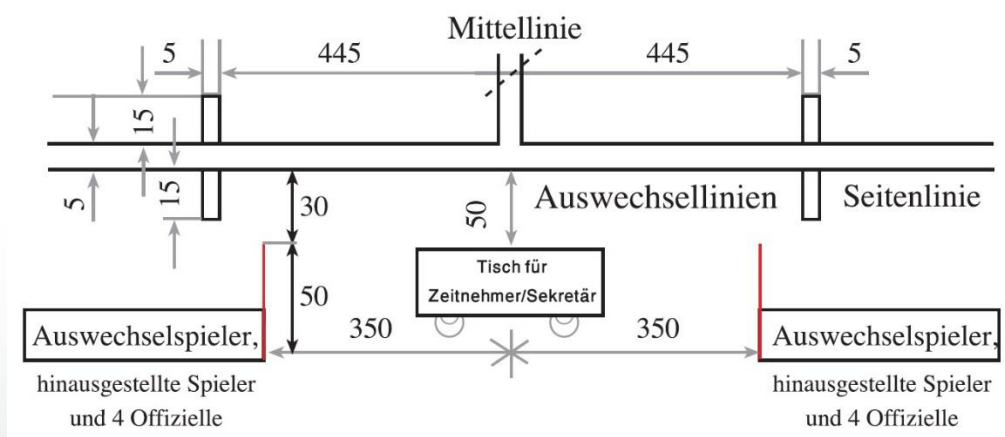 Mittellinie
5
445
445
5
15
5
15
30
50
Auswechsellinien
Seitenlinie
Tisch für
Zeitnehmer/Sekretär
50
350
350
Auswechselspieler,
hinausgestellte Spieler
und 4 Offizielle
Auswechselspieler,
hinausgestellte Spieler
und 4 Offizielle